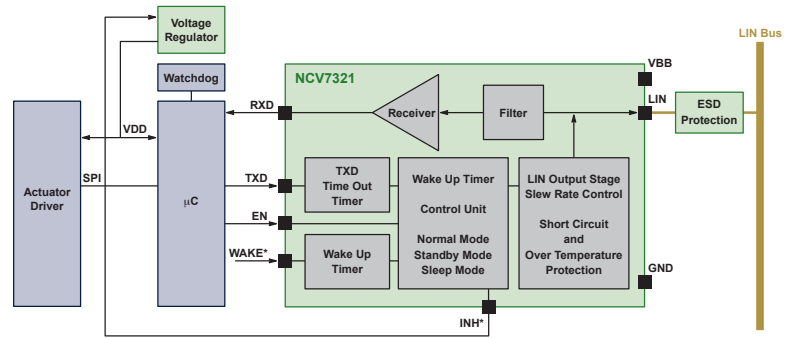 Voltage
Regulator
LIN Bus
Watchdog
NCV7321
VBB
RXD
LIN
Receiver
Filter
ESD
Protection
VDD
Actuator
Driver
SPI
μC
TXD
TXD
Time Out
Timer
EN
WAKE*
Wake Up
Timer
Wake Up Timer
Control Unit
Normal Mode
Standby Mode
Sleep Mode
LIN Output Stage
Slew Rate Control
Short Circuit
and
Over Temperature
Protection
GND
INH*